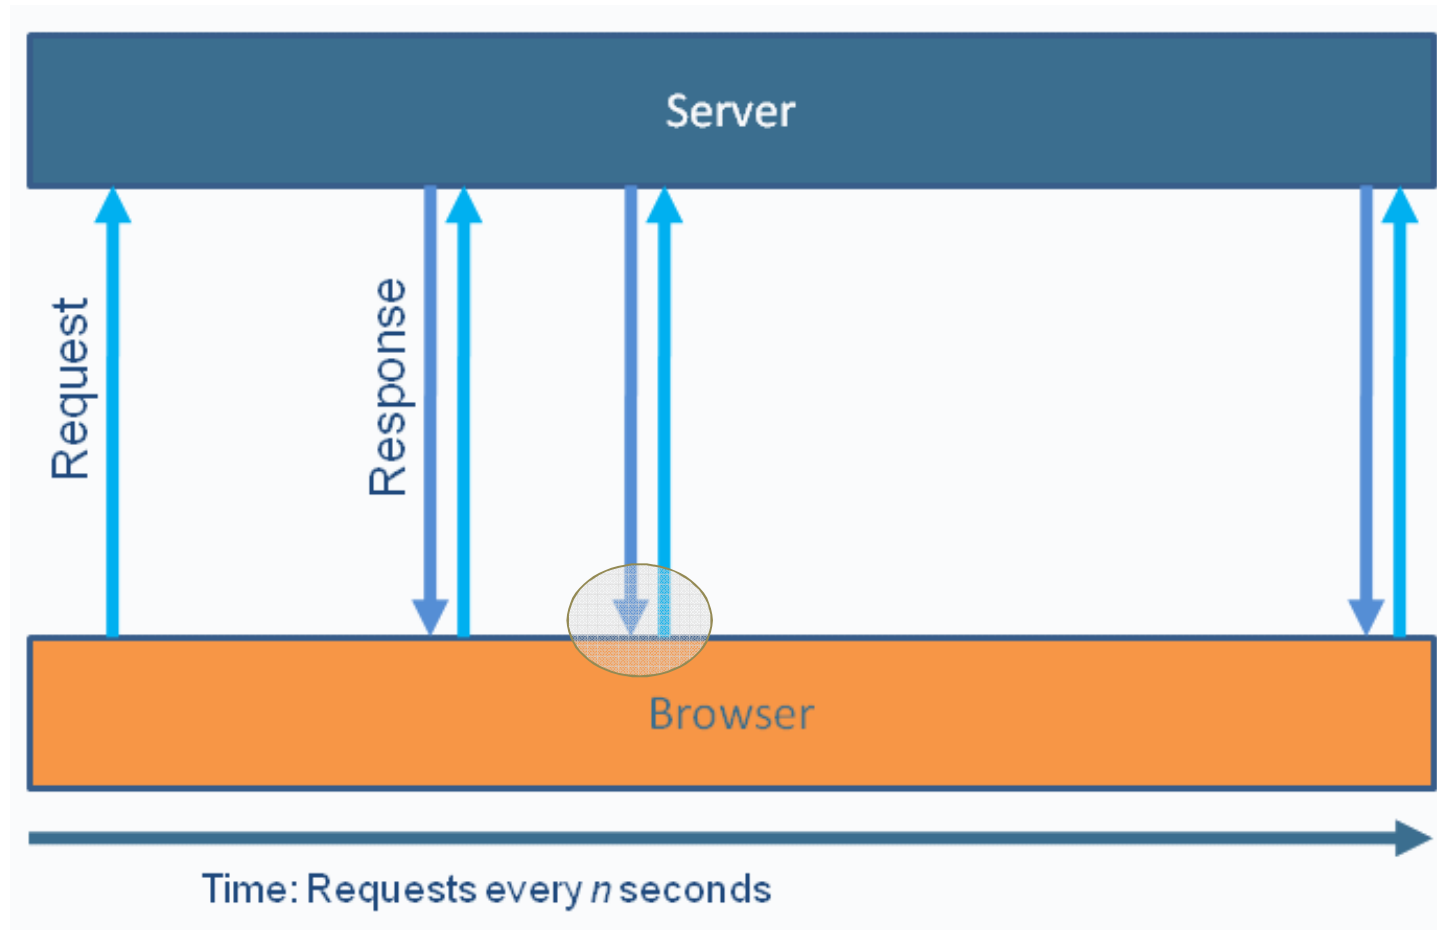 Server
Request
Response
Browser
Time: Requests every n seconds